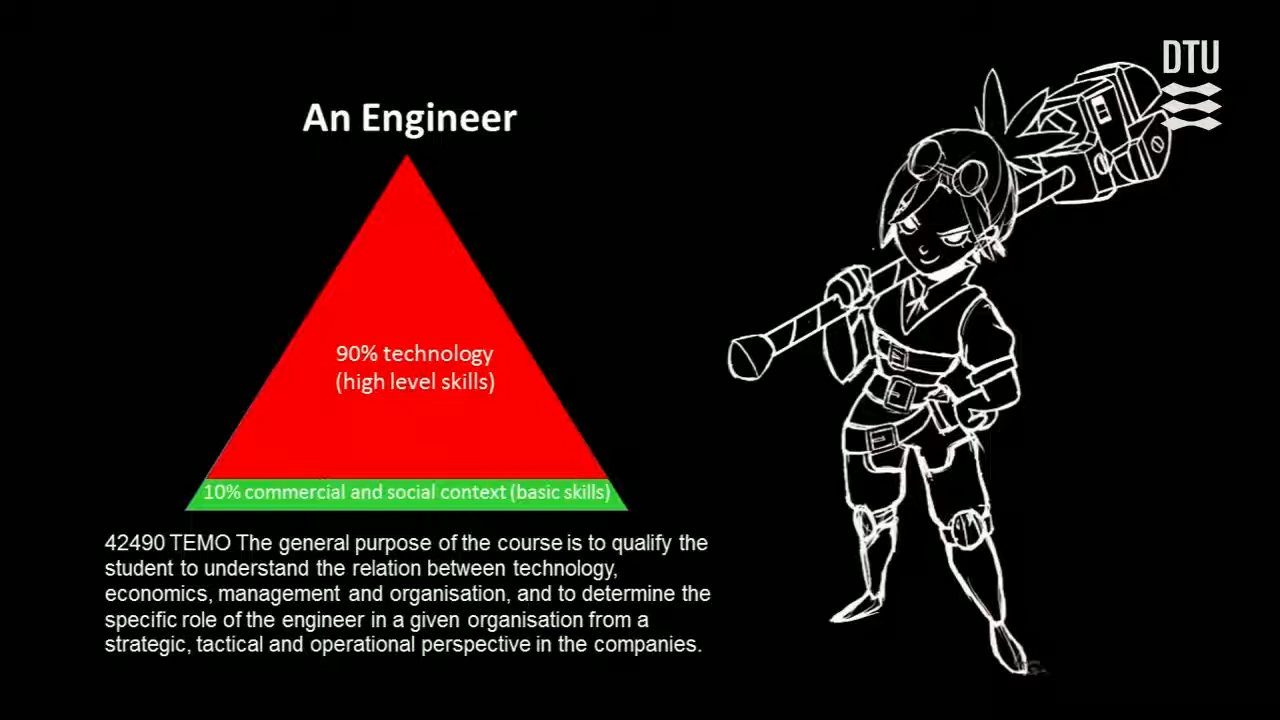 DTU
An Engineer
90% technology
(high level skills)
10% commercial and social context (basic skills)
42490 TEMO The general purpose of the course is to qualify the
student to understand the relation between technology,
economics, management and organisation, and to determine the
specific role of the engineer in a given organisation from a
strategic, tactical and operational perspective in the companies.